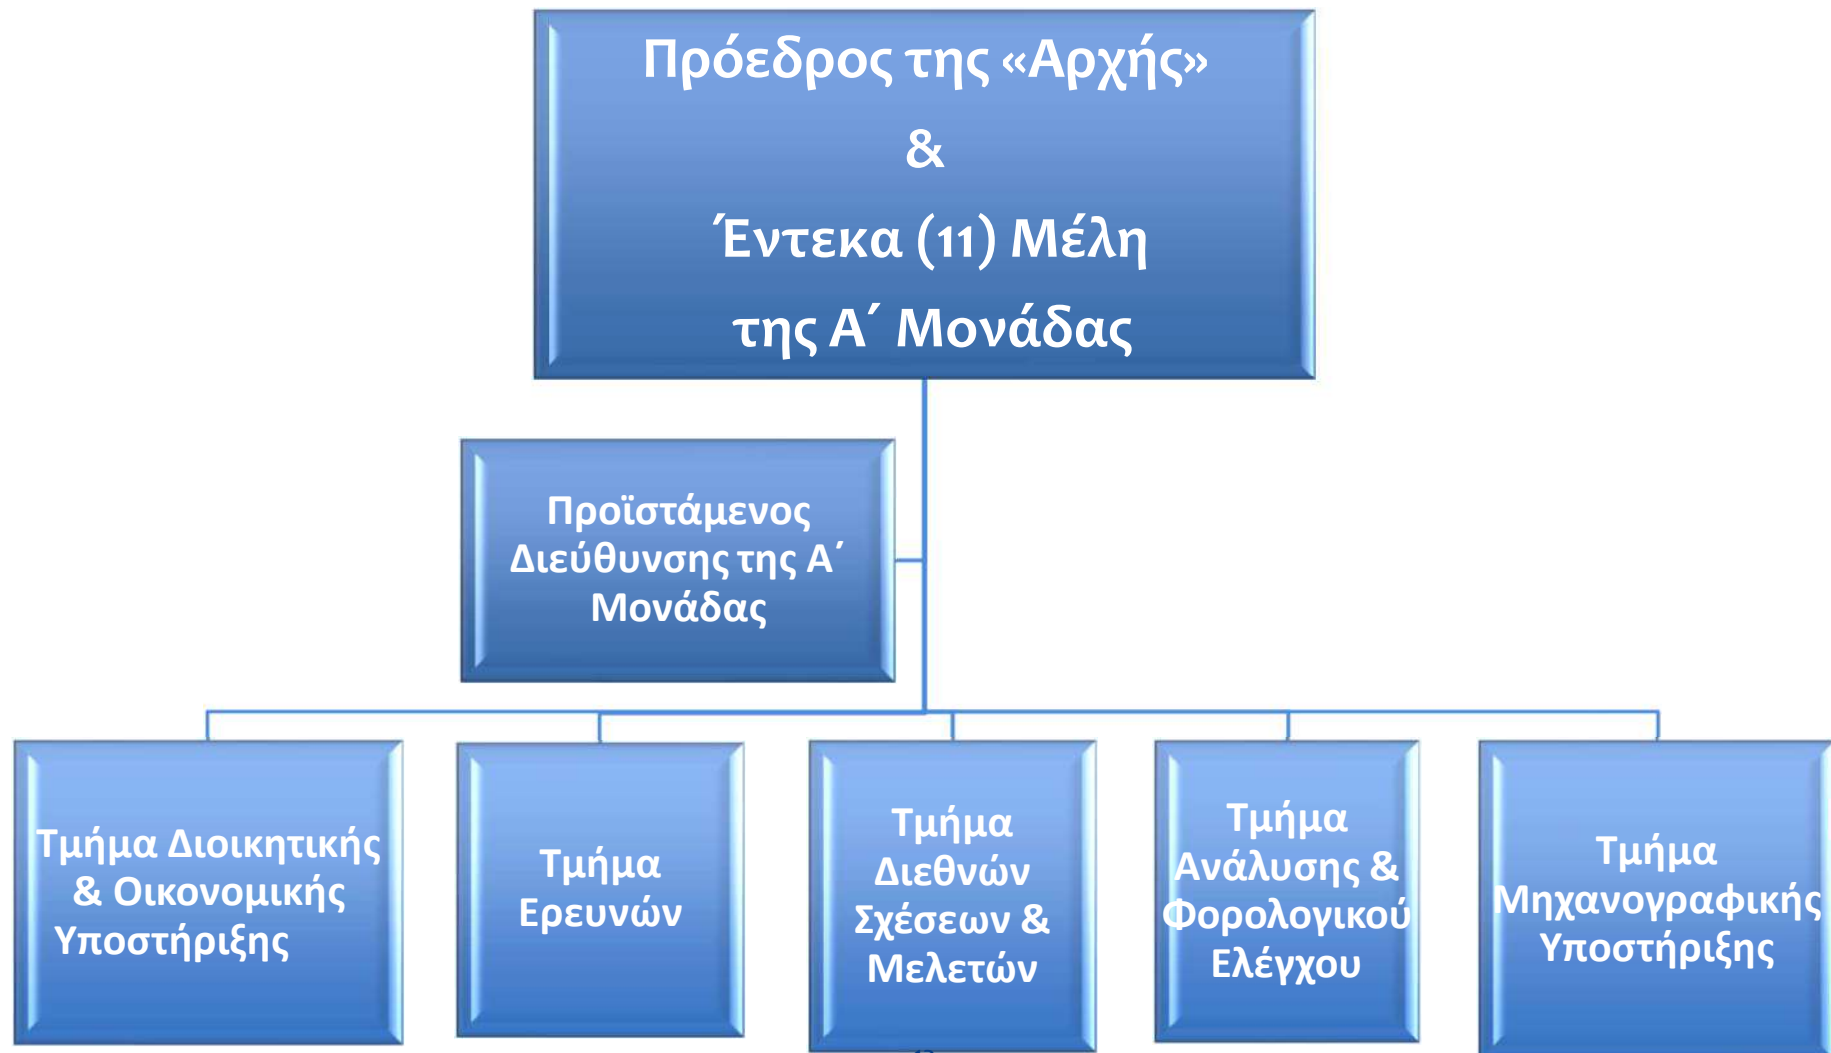 Πρόεδρος της «Αρχής»
&
Έντεκα (11) Μέλη
της Α΄ Μονάδας
Προϊστάμενος
Διεύθυνσης της Α΄
Μονάδας
Τμήμα Διοικητικής
& Οικονομικής
Υποστήριξης
Τμήμα
Ερευνών
Τμήμα
Διεθνών
Σχέσεων &
Μελετών
Τμήμα
Ανάλυσης &
Φορολογικού
Ελέγχου
Τμήμα
Μηχανογραφικής
Υποστήριξης